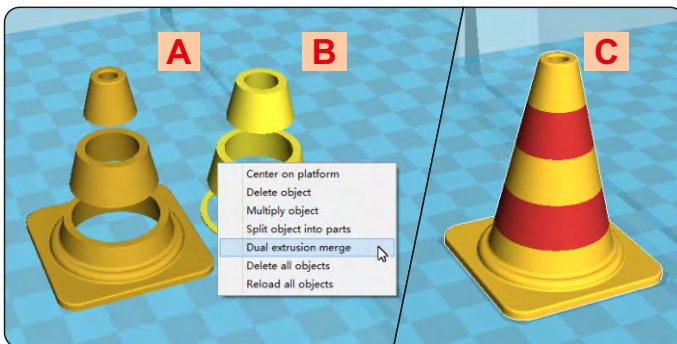 A
B
C
Center on platform
Delete object
Multiply object
Split object into parts
Dual extrusion merge
Delete all objects
Reload all objects